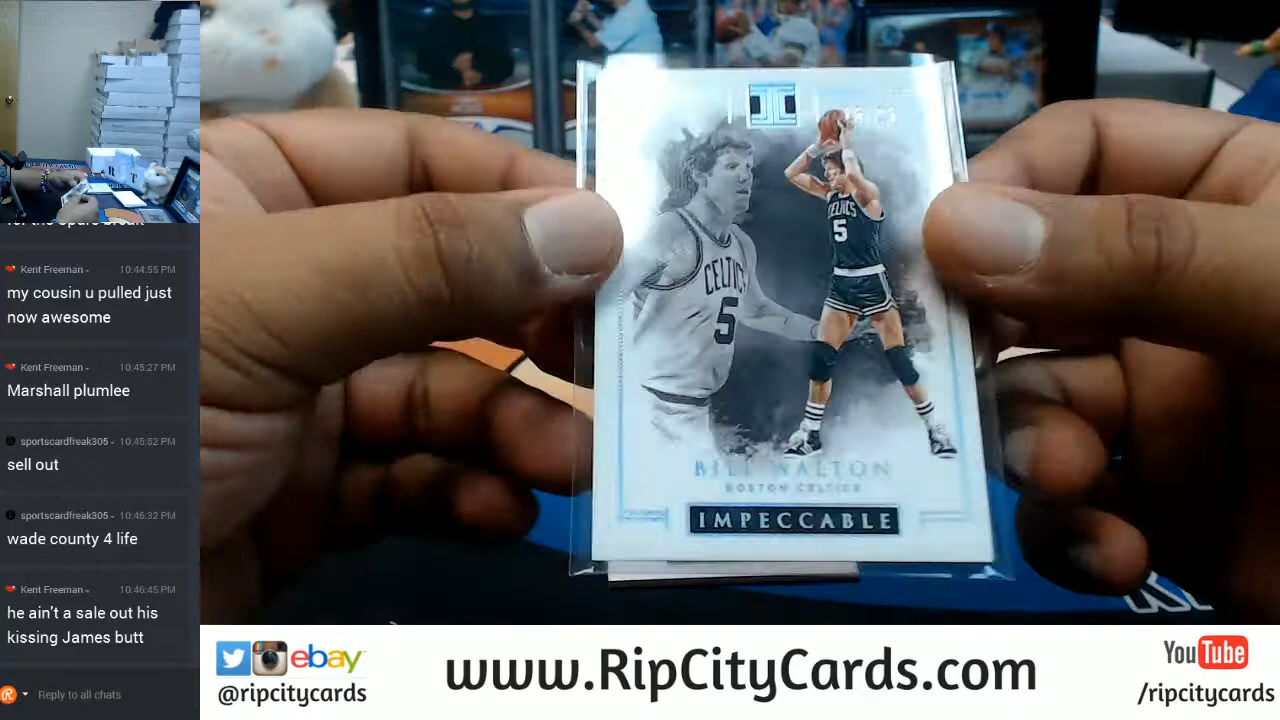 Kent Freeman - 10:44:55 PM
my cousin u pulled just
now awesome
Kent Freeman - 10:45:27 PM
Marshall plumlee
sportscardfreak305 - 10:45:52 PM
sell out
sportscardfreak305 - 10:46:32 PM
wade county 4 life
Kent Freeman - 10:46:45 PM
he ain't a sale out his
kissing James butt
Reply to all chats
CELTICS
5
CELTICS
5
BILL WALTON
BOSTON CELTICS
IMPECCABLE
ebay
@ripcitycards
www.RipCityCards.com
YouTube
/ripcitycards